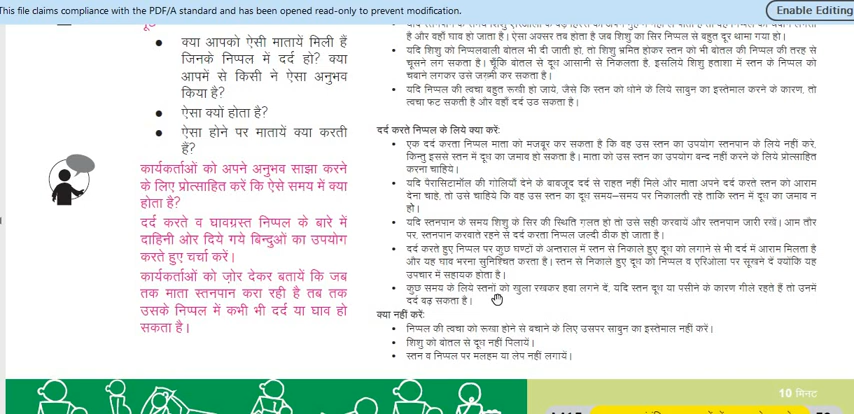 This file claims compliance with the PDF/A standard and has been opened read-only to prevent modification.
Enable Editing
क्या आपको ऐसी मातायें मिली हैं
जिनके निप्पल में दर्द हो? क्या
आपमें से किसी ने ऐसा अनुभव
किया है?
ऐसा क्यों होता है?
ऐसा होने पर मातायें क्या करती
हैं?
कार्यकर्ताओं को अपने अनुभव साझा करने
के लिए प्रोत्साहित करें कि ऐसे समय में क्या
होता है?
दर्द करते व घावग्रस्त निप्पल के बारे में
दाहिनी ओर दिये गये बिन्दुओं का उपयोग
करते हुए चर्चा करें।
कार्यकर्ताओं को ज़ोर देकर बतायें कि जब
तक माता स्तनपान करा रही है तब तक
उसके निप्पल में कभी भी दर्द या घाव हो
सकता है।
है और वहाँ घाव हो जाता है। ऐसा अक्सर तब होता है जब शिशु का सिर निप्पल से बहुत दूर थामा गया हो।
यदि शिशु को निप्पलवाली बोतल भी दी जाती हो, तो शिशु भ्रमित होकर स्तन को भी बोतल की निप्पल की तरह से
चूसने लग सकता है। चूँकि बोतल से दूध आसानी से निकलता है, इसलिये शिशु हताशा में स्तन के निप्पल को
चबाने लगकर उसे जख्मी कर सकता है।
यदि निप्पल की त्वचा बहुत रूखी हो जाये, जैसे कि स्तन को धोने के लिये साबुन का इस्तेमाल करने के कारण, तो
त्वचा फट सकती है और वहाँ दर्द उठ सकता है।
दर्द करते निप्पल के लिये क्या करें:
एक दर्द करता निप्पल माता को मजबूर कर सकता है कि वह उस स्तन का उपयोग स्तनपान के लिये नहीं करे,
किन्तु इससे स्तन में दूध का जमाव हो सकता है। माता को उस स्तन का उपयोग बन्द नहीं करने के लिये प्रोत्साहित
करना चाहिये।
यदि पैरासिटामॉल की गोलियाँ देने के बावजूद दर्द से राहत नहीं मिले और माता अपने दर्द करते स्तन को आराम
देना चाहे, तो उसे चाहिये कि वह उस स्तन का दूध समय–समय पर निकालती रहे ताकि स्तन में दूध का जमाव न
हो।
यदि स्तनपान के समय शिशु के सिर की स्थिति गलत हो तो उसे सही करवायें और स्तनपान जारी रखें। आम तौर
पर, स्तनपान करवाते रहने से दर्द करता निप्पल जल्दी ठीक हो जाता है।
दर्द करते हुए निप्पल पर कुछ घण्टों के अन्तराल में स्तन से निकाले हुए दूध को लगाने से भी दर्द में आराम मिलता है
और यह घाव भरना सुनिश्चित करता है। स्तन से निकाले हुए दूध को निप्पल व एरिओला पर सूखने दें क्योंकि यह
उपचार में सहायक होता है।
कुछ समय के लिये स्तनों को खुला रखकर हवा लगने दें, यदि स्तन दूध या पसीने के कारण गीले रहते हैं तो उनमें
दर्द बढ़ सकता है।
क्या नहीं करें:
निप्पल की त्वचा को रूखा होने से बचाने के लिए उसपर साबुन का इस्तेमाल नहीं करें।
शिशु को बोतल से दूध नहीं पिलायें।
स्तन व निप्पल पर मलहम या लेप नहीं लगायें।
10 मिनट